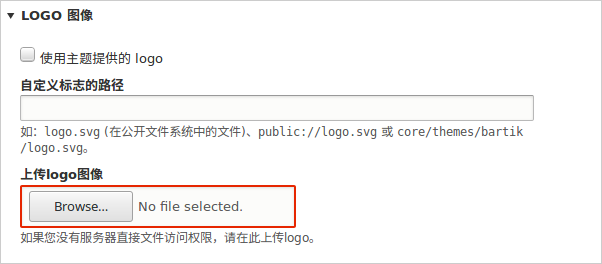 LOGO 图像
使用主题提供的 logo
自定义标志的路径
如：logo.svg (在公开文件系统中的文件)、public://logo.svg 或 core/themes/bartik
/logo.svg。
上传logo图像
Browse... No file selected.
如果您没有服务器直接文件访问权限，请在此上传logo。